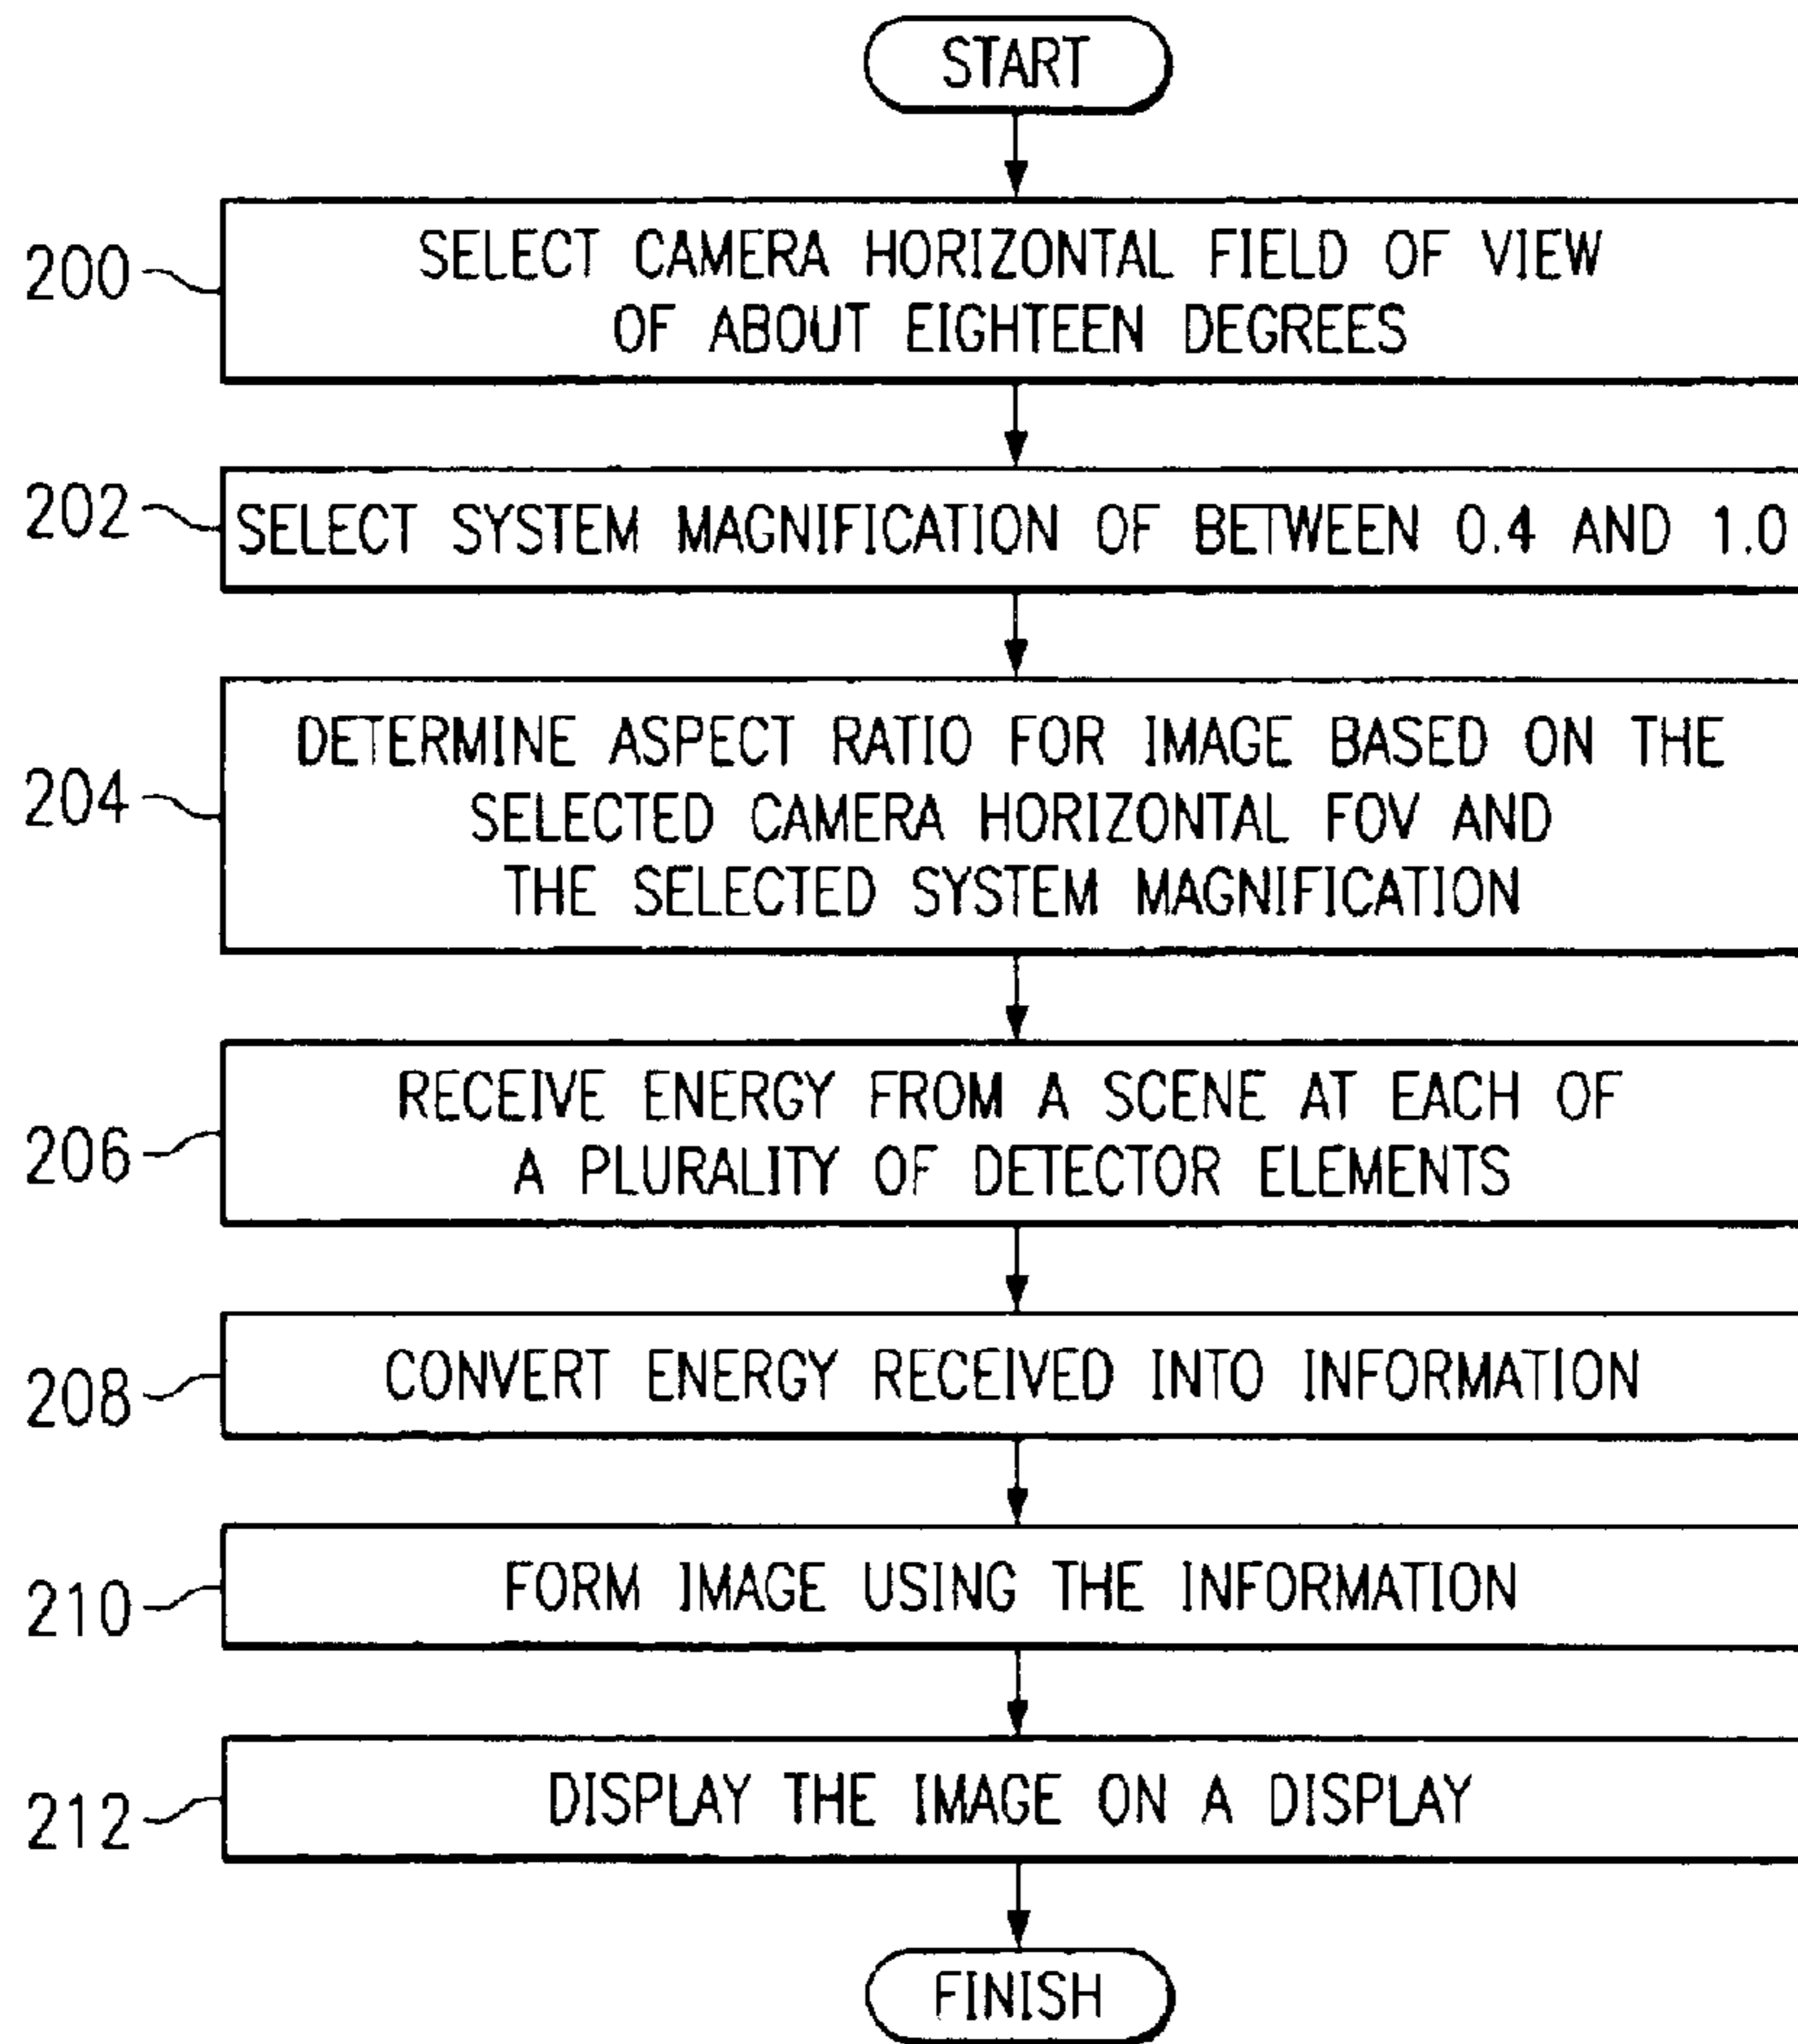 START
200
SELECT CAMERA HORIZONTAL FIELD OF VIEW
OF ABOUT EIGHTEEN DEGREES
202
SELECT SYSTEM MAGNIFICATION OF BETWEEN 0.4 AND 1.0
204
DETERMINE ASPECT RATIO FOR IMAGE BASED ON THE
SELECTED CAMERA HORIZONTAL FOV AND
THE SELECTED SYSTEM MAGNIFICATION
206
RECEIVE ENERGY FROM A SCENE AT EACH OF
A PLURALITY OF DETECTOR ELEMENTS
208
CONVERT ENERGY RECEIVED INTO INFORMATION
210
FORM IMAGE USING THE INFORMATION
212
DISPLAY THE IMAGE ON A DISPLAY
FINISH